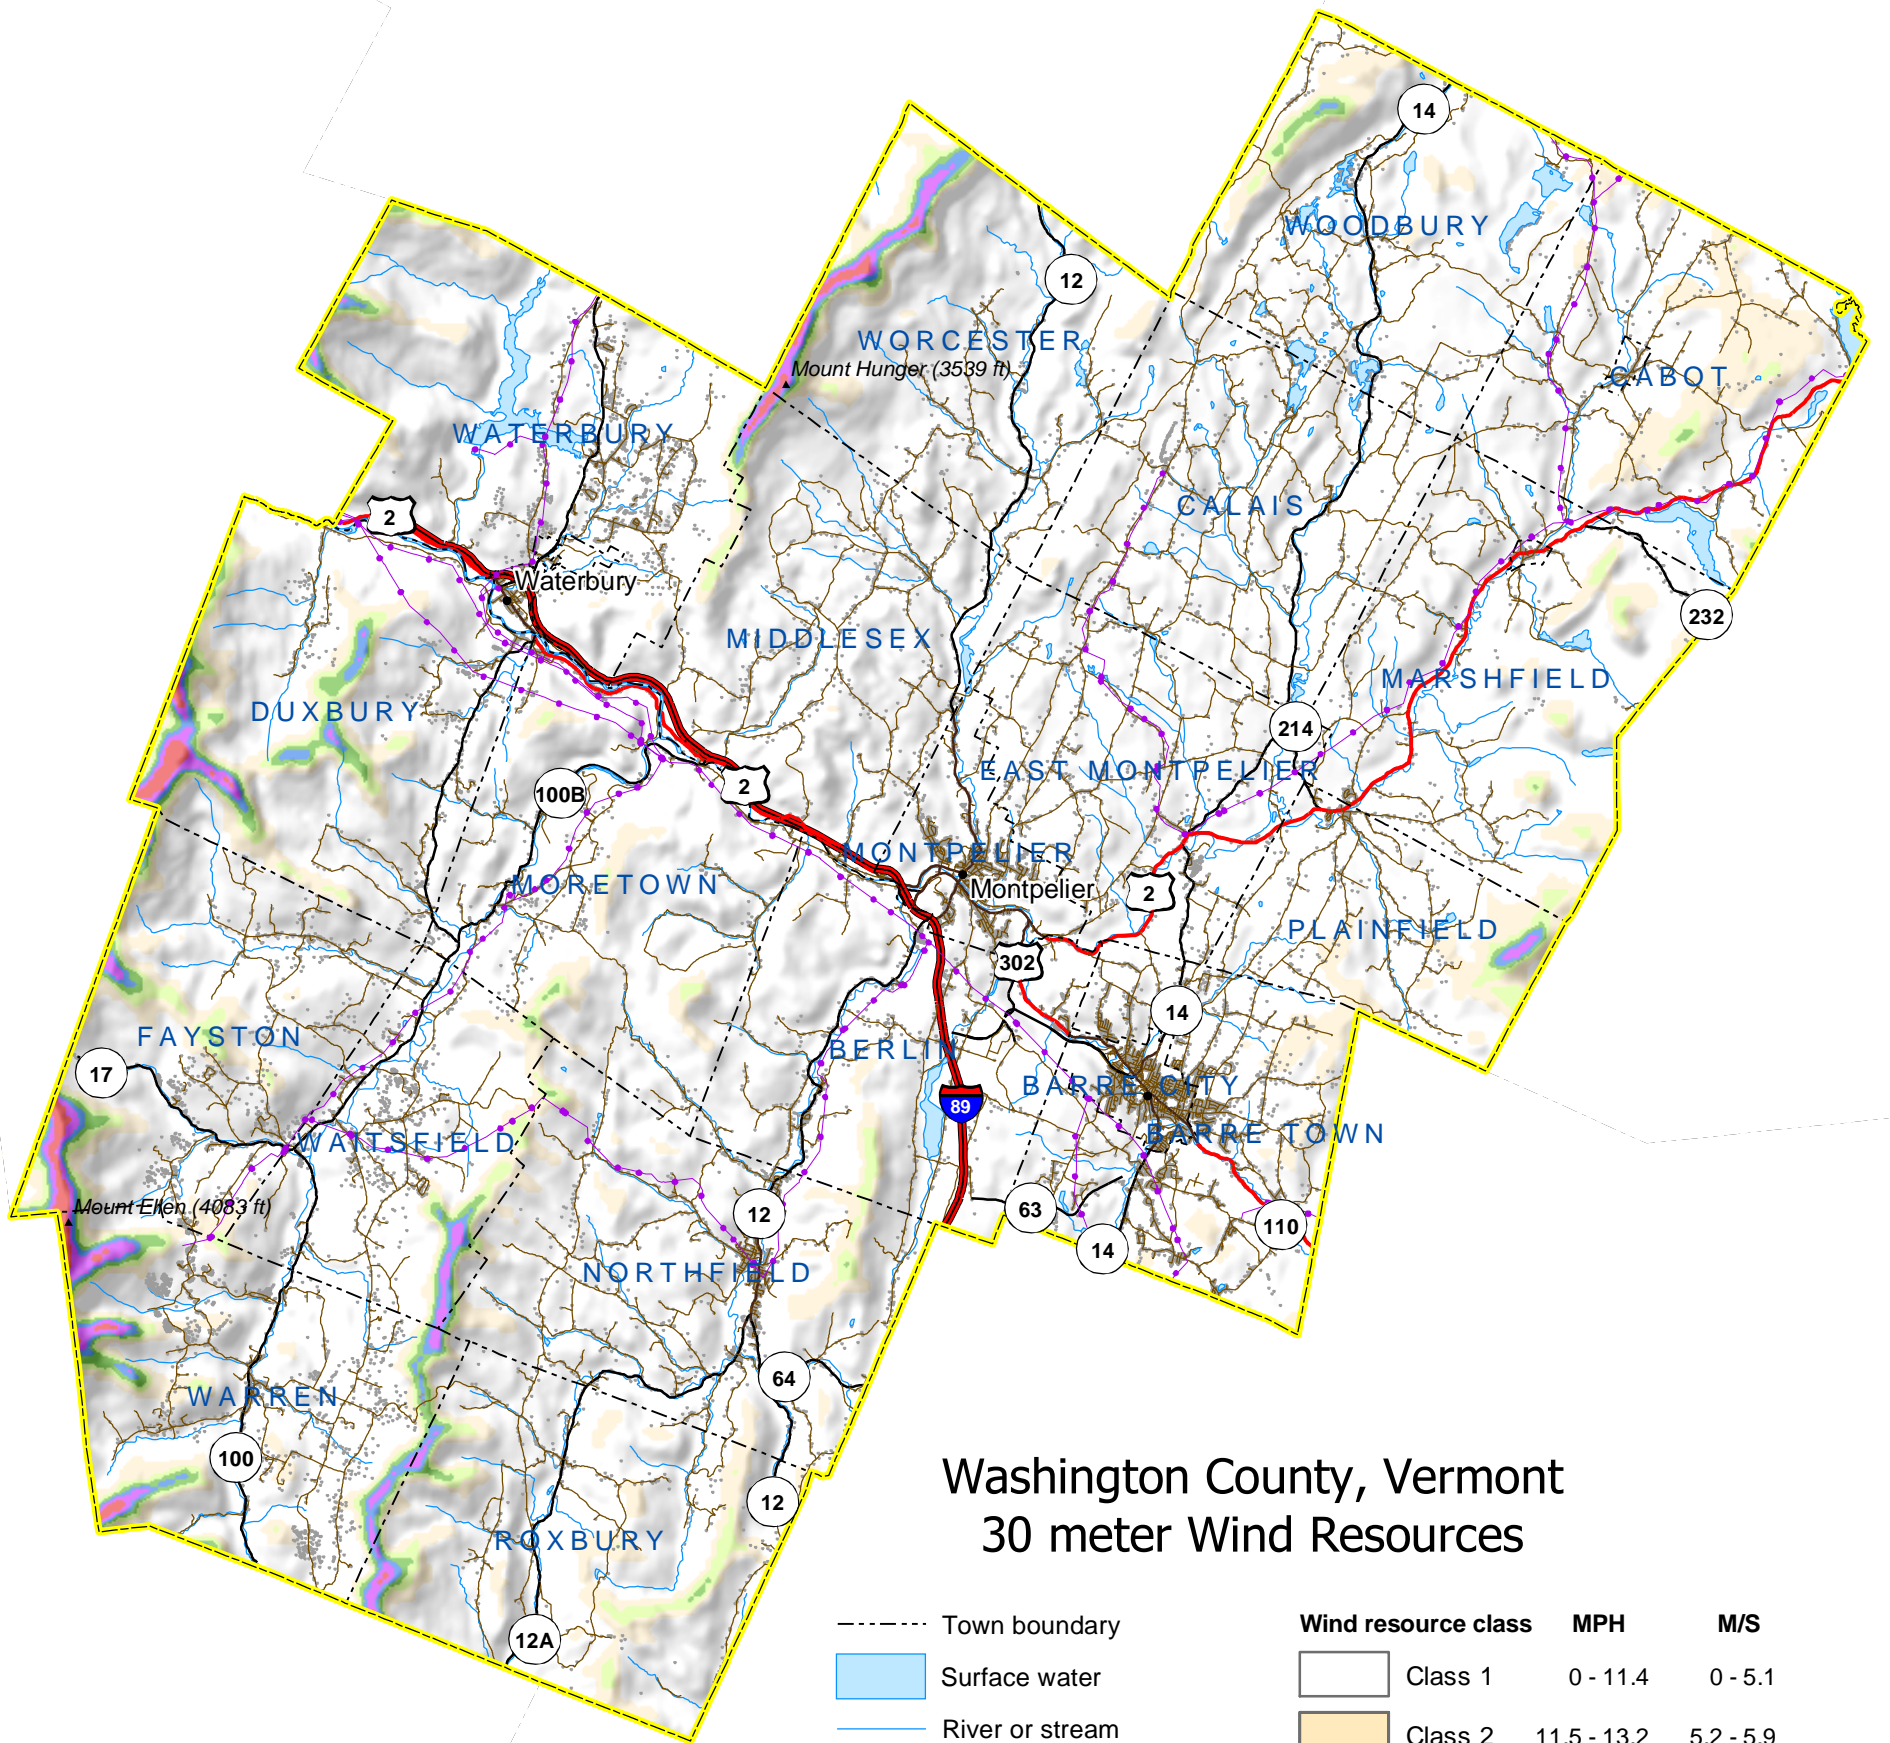 14
WOODBURY
12
WORCESTER
Mount Hunger (3539 ft)
CABOT
WATERBURY
CALAIS
2
Waterbury
232
MIDDLESEX
MARSHFIELD
DUXBURY
214
EAST MONTPELIER
100B
2
MONTPELIER
MORETOWN
Montpelier
2
PLAINFIELD
302
14
FAYSTON
BERLIN
17
BARRE CITY
89
WAITSFIELD
BARRE TOWN
Mount Ellen (4083 ft)
12
63
110
14
NORTHFIELD
64
WARREN
100
12
ROXBURY
12A
Washington County, Vermont
30 meter Wind Resources
Town boundary
Surface water
River or stream
Wind resource class MPH M/S
Class 1 0 - 11.4 0 - 5.1
Class 2 11.5 - 13.2 5.2 - 5.9